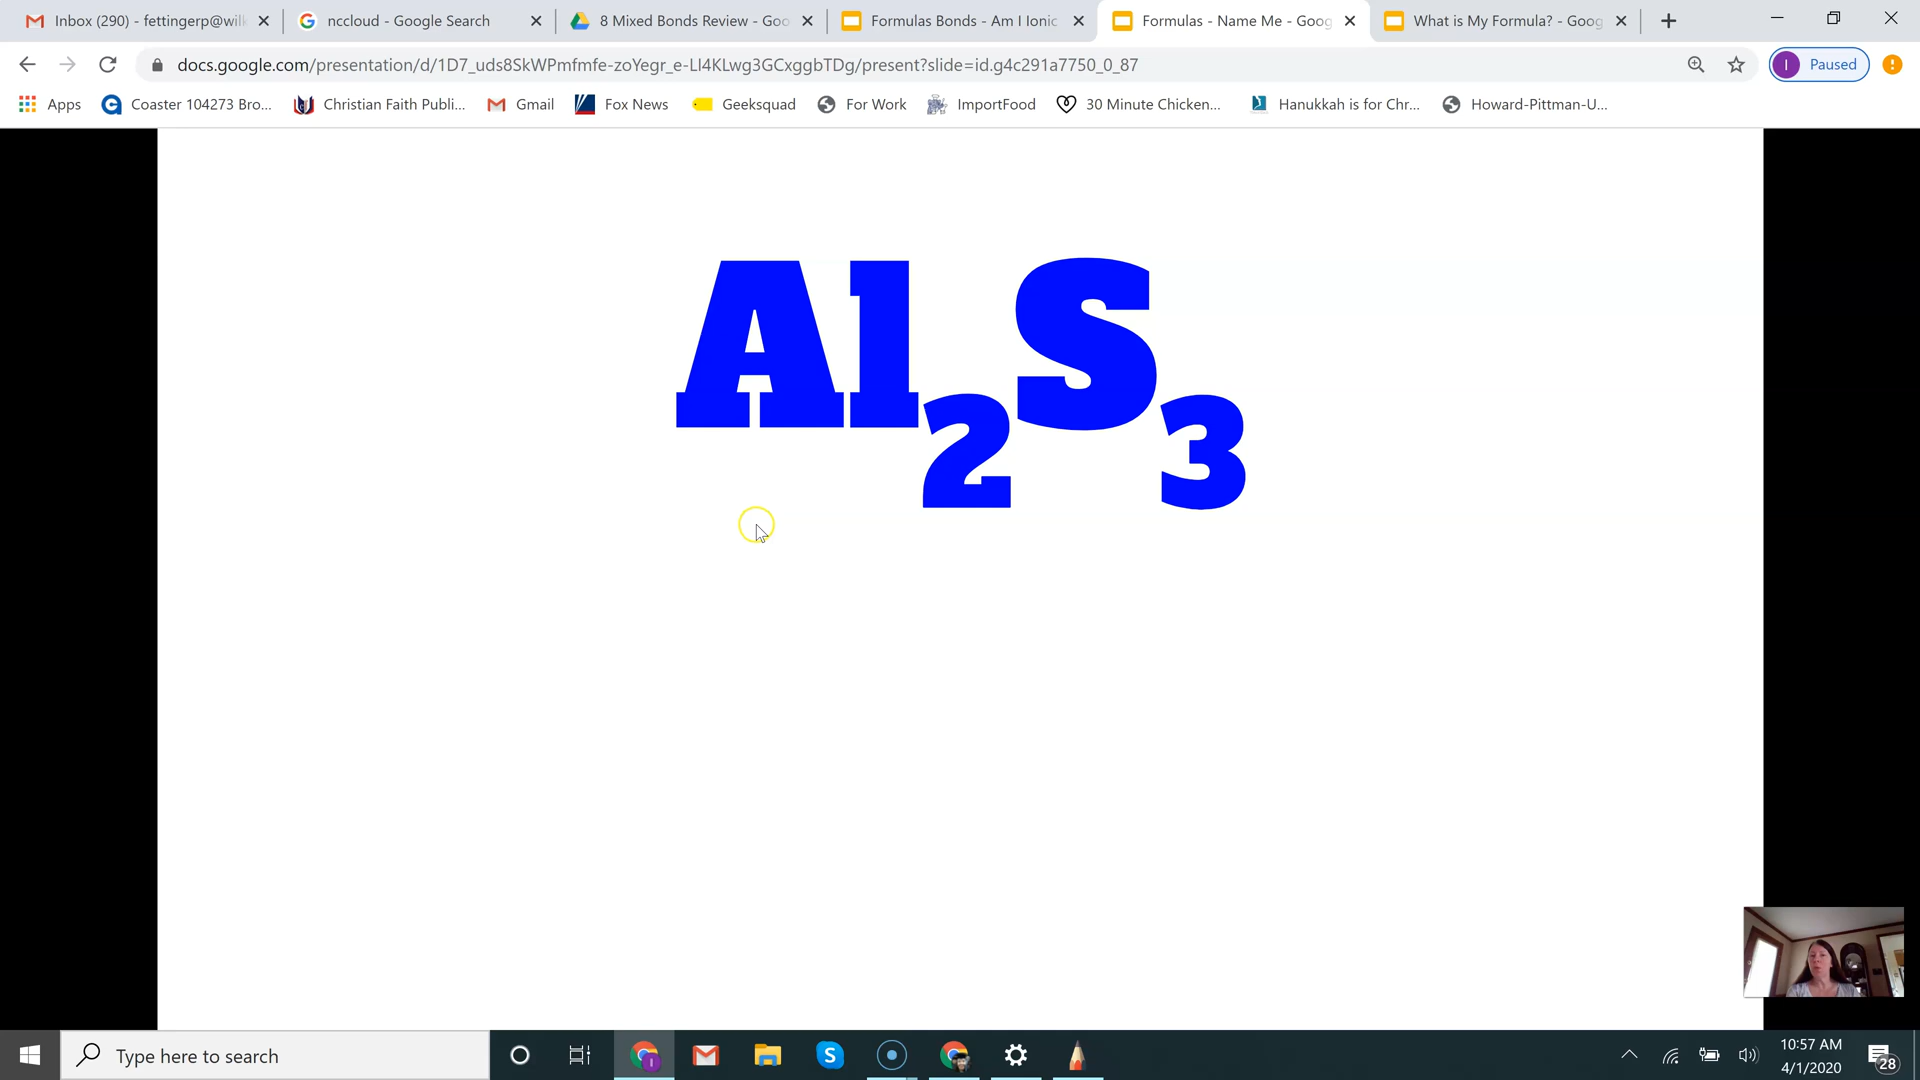 Inbox (290) - fettingerp@wilk
nccloud - Google Search
8 Mixed Bonds Review - Goo
Formulas Bonds - Am I Ionic
Formulas - Name Me - Goog
What is My Formula? - Goog
docs.google.com/presentation/d/1D7_uds8SkWPmfmfe-zoYegr_e-LI4KLwg3GCxggbTDg/present?slide=id.g4c291a7750_0_87
I Paused
Apps
Coaster 104273 Bro...
Christian Faith Publi...
Gmail
Fox News
Geeksquad
For Work
ImportFood
30 Minute Chicken...
Hanukkah is for Chr...
Howard-Pittman-U...
Al₂S₃
Type here to search
10:57 AM
4/1/2020
28